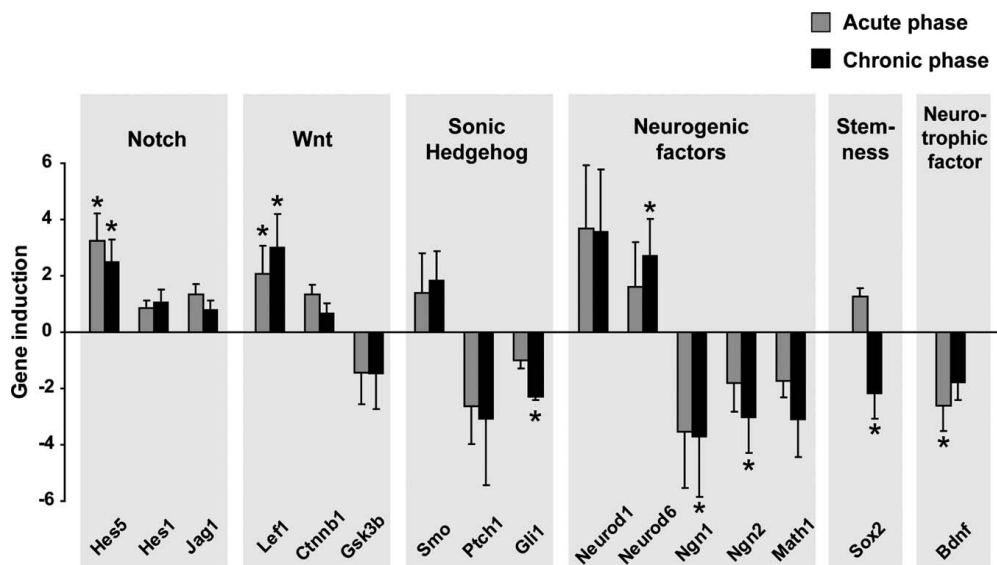 Acute phase
Chronic phase
Notch
Wnt
Sonic
Hedgehog
Neurogenic
factors
Stem-
ness
Neuro-
trophic
factor
Gene induction
6
4
2
0
-2
-4
-6
* * * * * * * * * *
Hes5 Hes1 Jag1 Lef1 Ctnnb1 Gsk3b Smo Ptch1 Gli1 Neurod1 Neurod6 Ngn1 Ngn2 Math1 Sox2 Bdnf